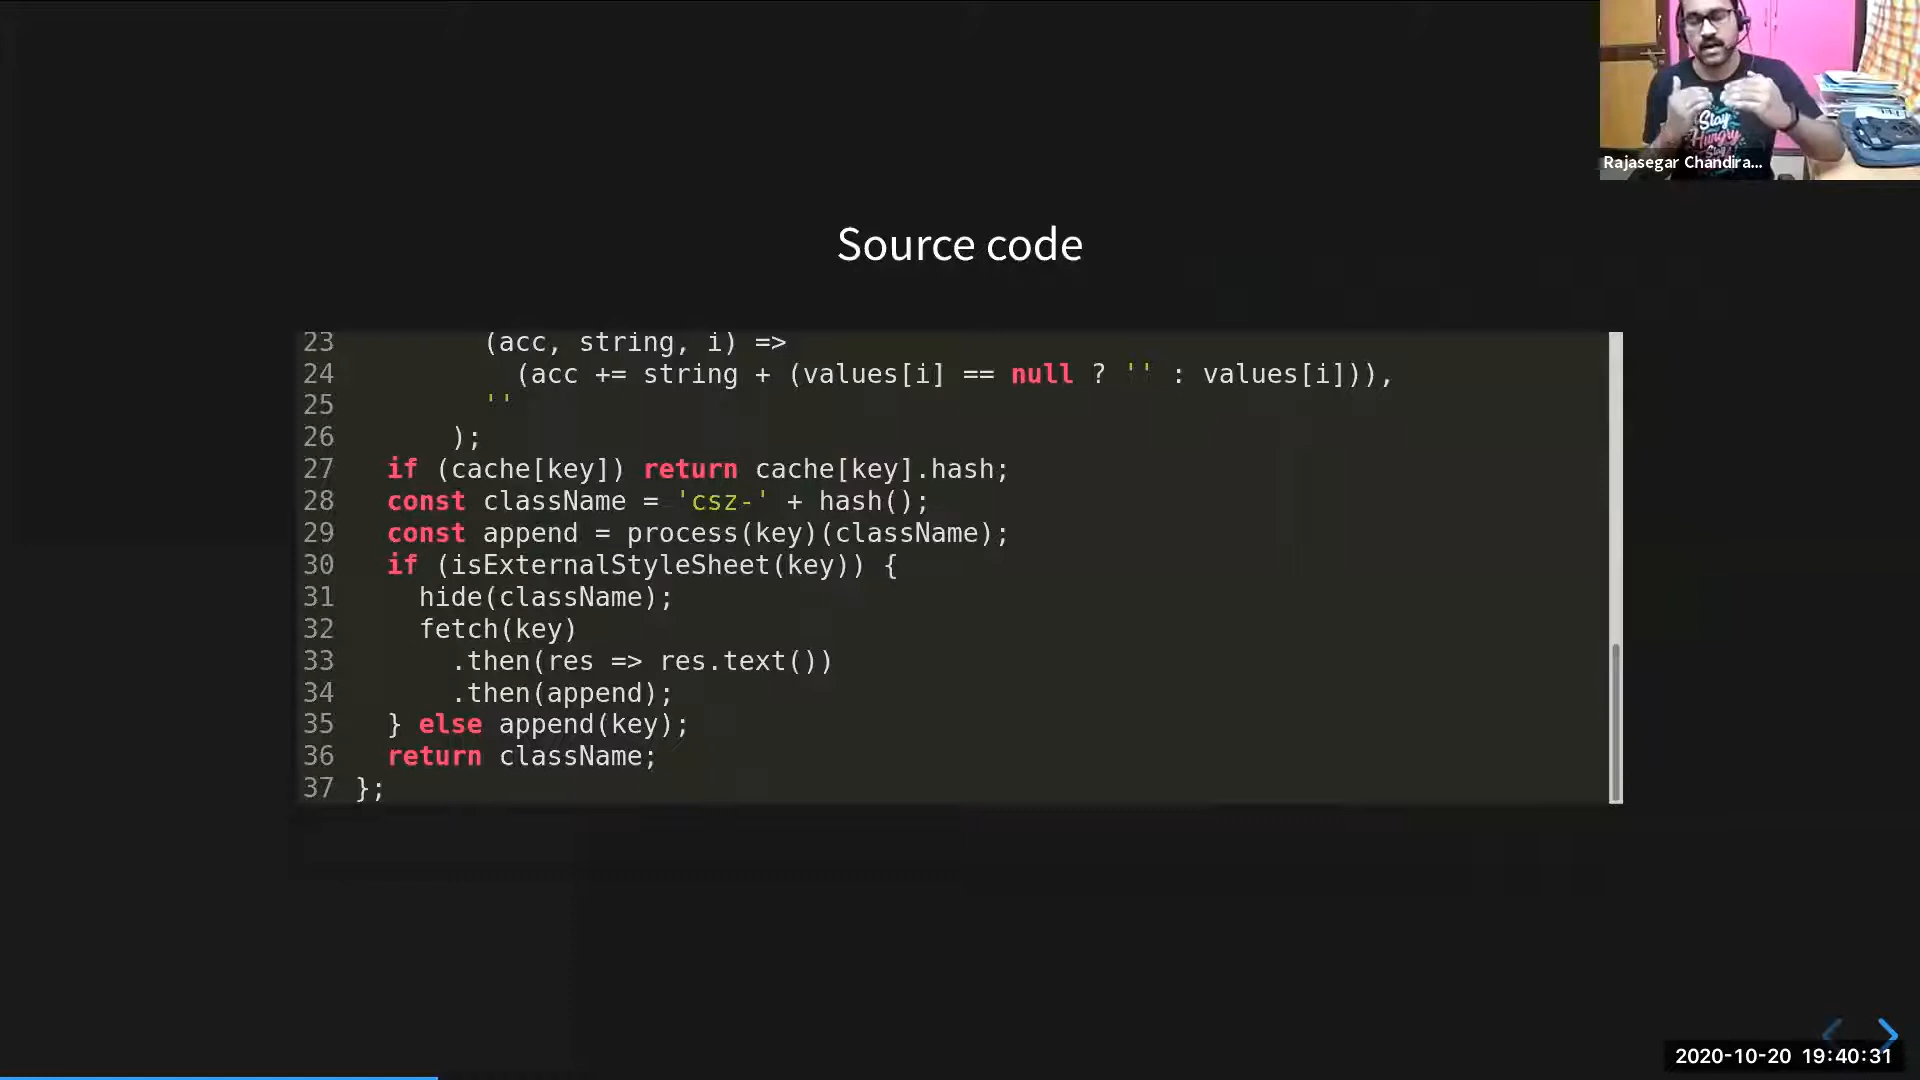 Stay
Hungry
Stay
Rajasegar Chandira...
Source code
23 (acc, string, i) =>
24 (acc += string + (values[i] == null ? '' : values[i])),
25 ''
26 );
27 if (cache[key]) return cache[key].hash;
28 const className = 'csz-' + hash();
29 const append = process(key)(className);
30 if (isExternalStyleSheet(key)) {
31 hide(className);
32 fetch(key)
33 .then(res => res.text())
34 .then(append);
35 } else append(key);
36 return className;
37 };
2020-10-20 19:40:31